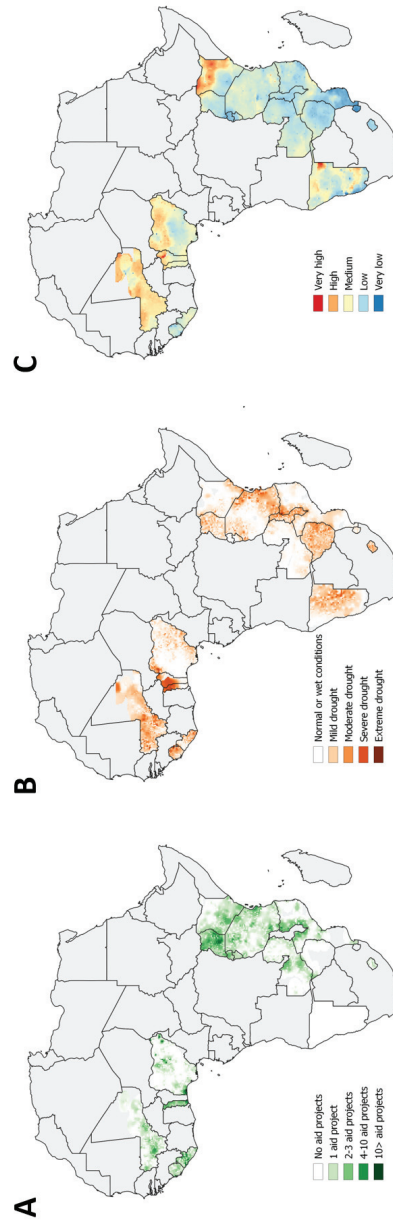 A
No aid projects
1 aid project
2-3 aid projects
4-10 aid projects
10> aid projects
B
Normal or wet conditions
Mild drought
Moderate drought
Severe drought
Extreme drought
C
Very high
High
Medium
Low
Very low